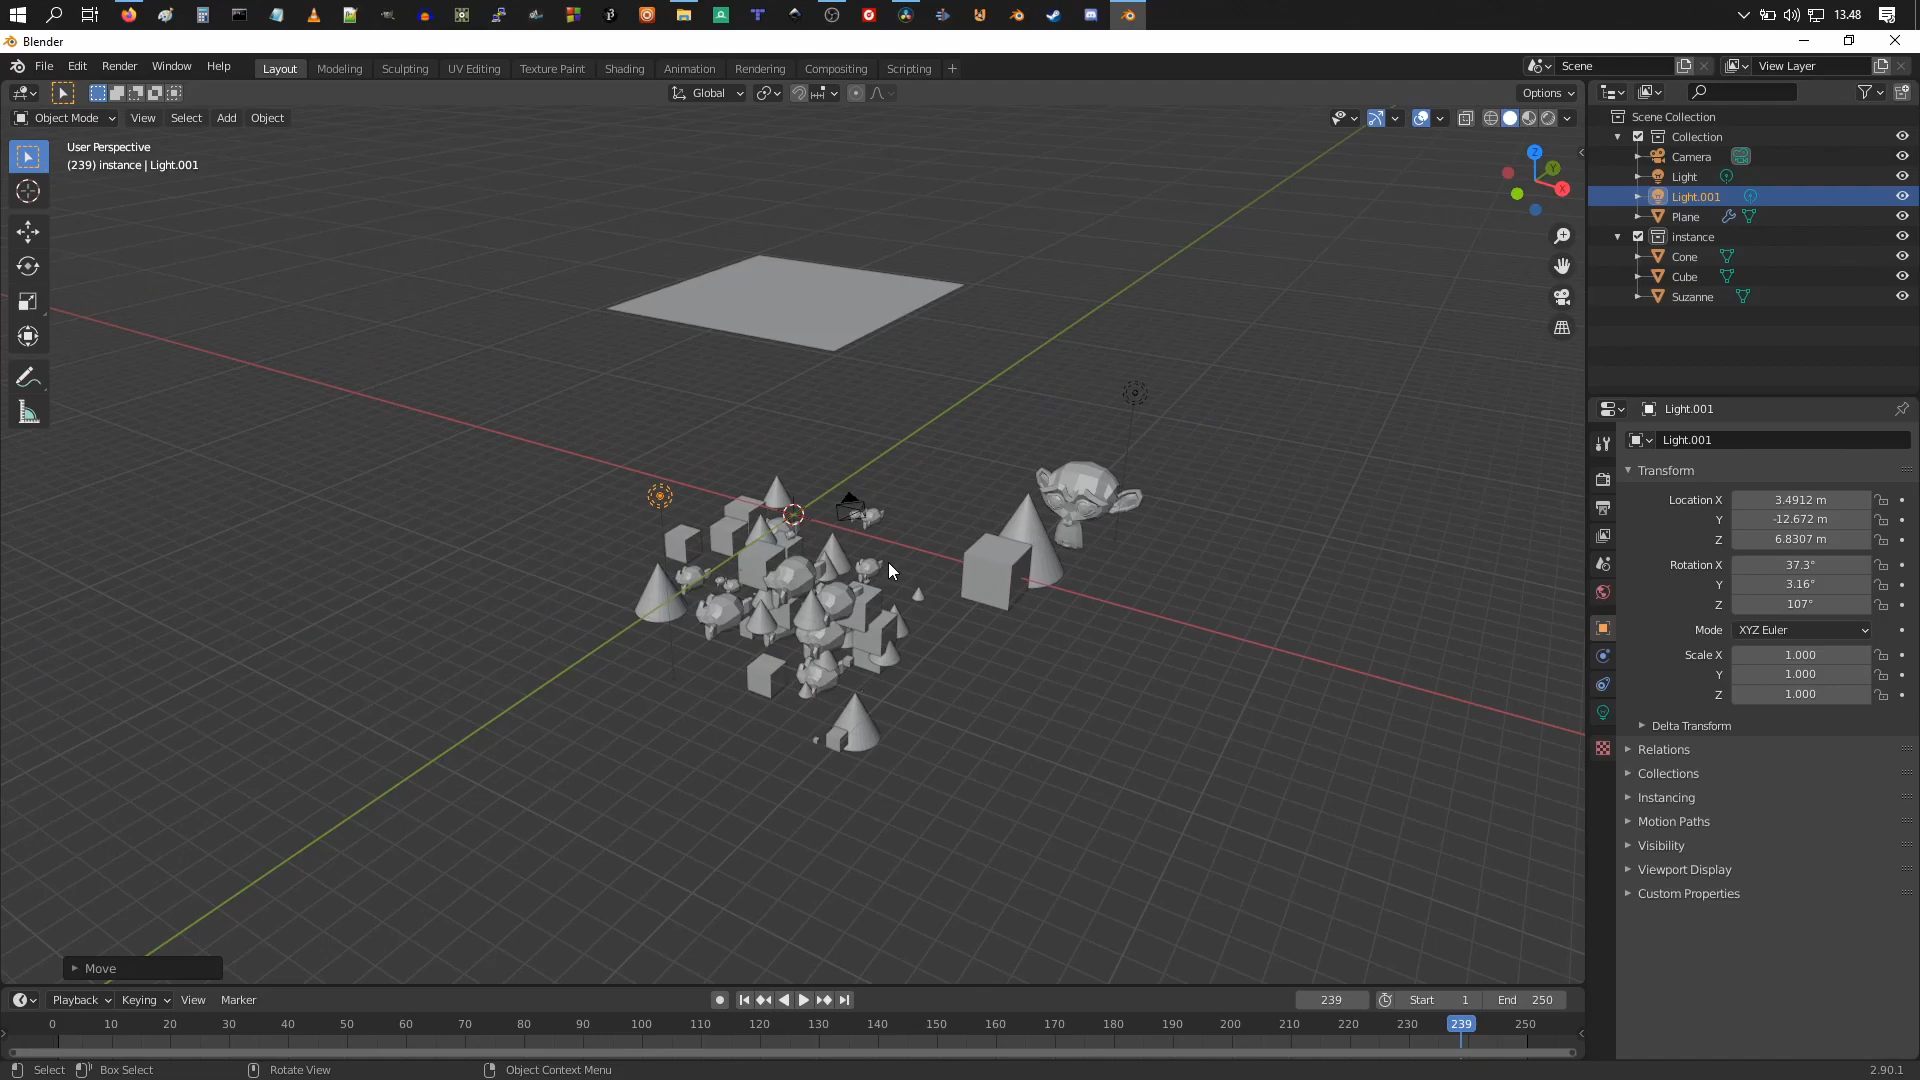 13.48
Blender
File Edit Render Window Help
Layout Modeling Sculpting UV Editing Texture Paint Shading Animation Rendering Compositing Scripting +
Scene View Layer
Global Options
Object Mode View Select Add Object
User Perspective
(239) instance | Light.001
Z
Y
X
Scene Collection
Collection
Camera
Light
Light.001
Plane
instance
Cone
Cube
Suzanne
Light.001
Light.001
Transform
Location X 3.4912 m
Y -12.672 m
Z 6.8307 m
Rotation X 37.3°
Y 3.16°
Z 107°
Mode XYZ Euler
Scale X 1.000
Y 1.000
Z 1.000
Delta Transform
Relations
Collections
Instancing
Motion Paths
Visibility
Viewport Display
Custom Properties
Move
Playback Keying View Marker 239 Start 1 End 250
0 10 20 30 40 50 60 70 80 90 100 110 120 130 140 150 160 170 180 190 200 210 220 230 239 250
Select Box Select Rotate View Object Context Menu 2.90.1